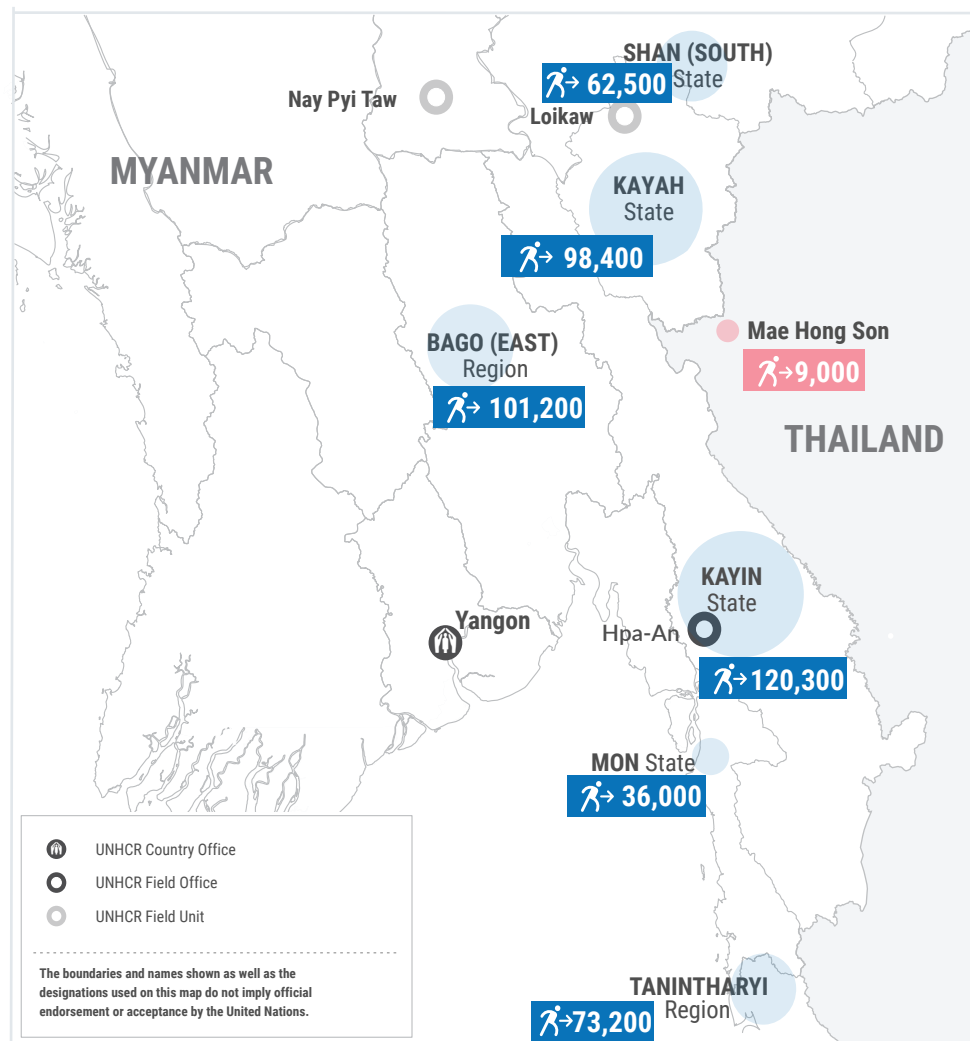 SHAN (SOUTH)
State
62,500
Nay Pyi Taw
Loikaw
MYANMAR
KAYAH
State
98,400
Mae Hong Son
9,000
BAGO (EAST)
Region
101,200
THAILAND
KAYIN
State
Yangon
Hpa-An
120,300
MON State
36,000
UNHCR Country Office
UNHCR Field Office
UNHCR Field Unit
The boundaries and names shown as well as the
designations used on this map do not imply official
endorsement or acceptance by the United Nations.
TANINTHARYI
Region
73,200